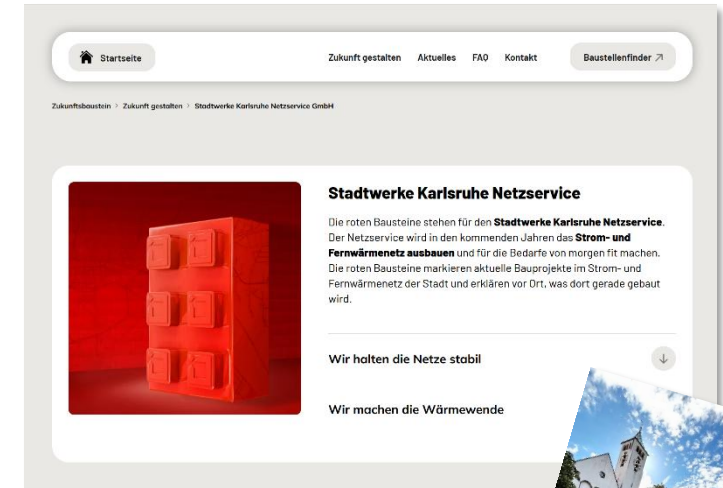 Startseite
Zukunft gestalten
Aktuelles
FAQ
Kontakt
Baustellenfinder ↗
Zukunftsbaustein › Zukunft gestalten › Stadtwerke Karlsruhe Netzservice GmbH
Stadtwerke Karlsruhe Netzservice
Die roten Bausteine stehen für den Stadtwerke Karlsruhe Netzservice.
Der Netzservice wird in den kommenden Jahren das Strom- und
Fernwärmenetz ausbauen und für die Bedarfe von morgen fit machen.
Die roten Bausteine markieren aktuelle Bauprojekte im Strom- und
Fernwärmenetz der Stadt und erklären vor Ort, was dort gerade gebaut
wird.
Wir halten die Netze stabil
Wir machen die Wärmewende